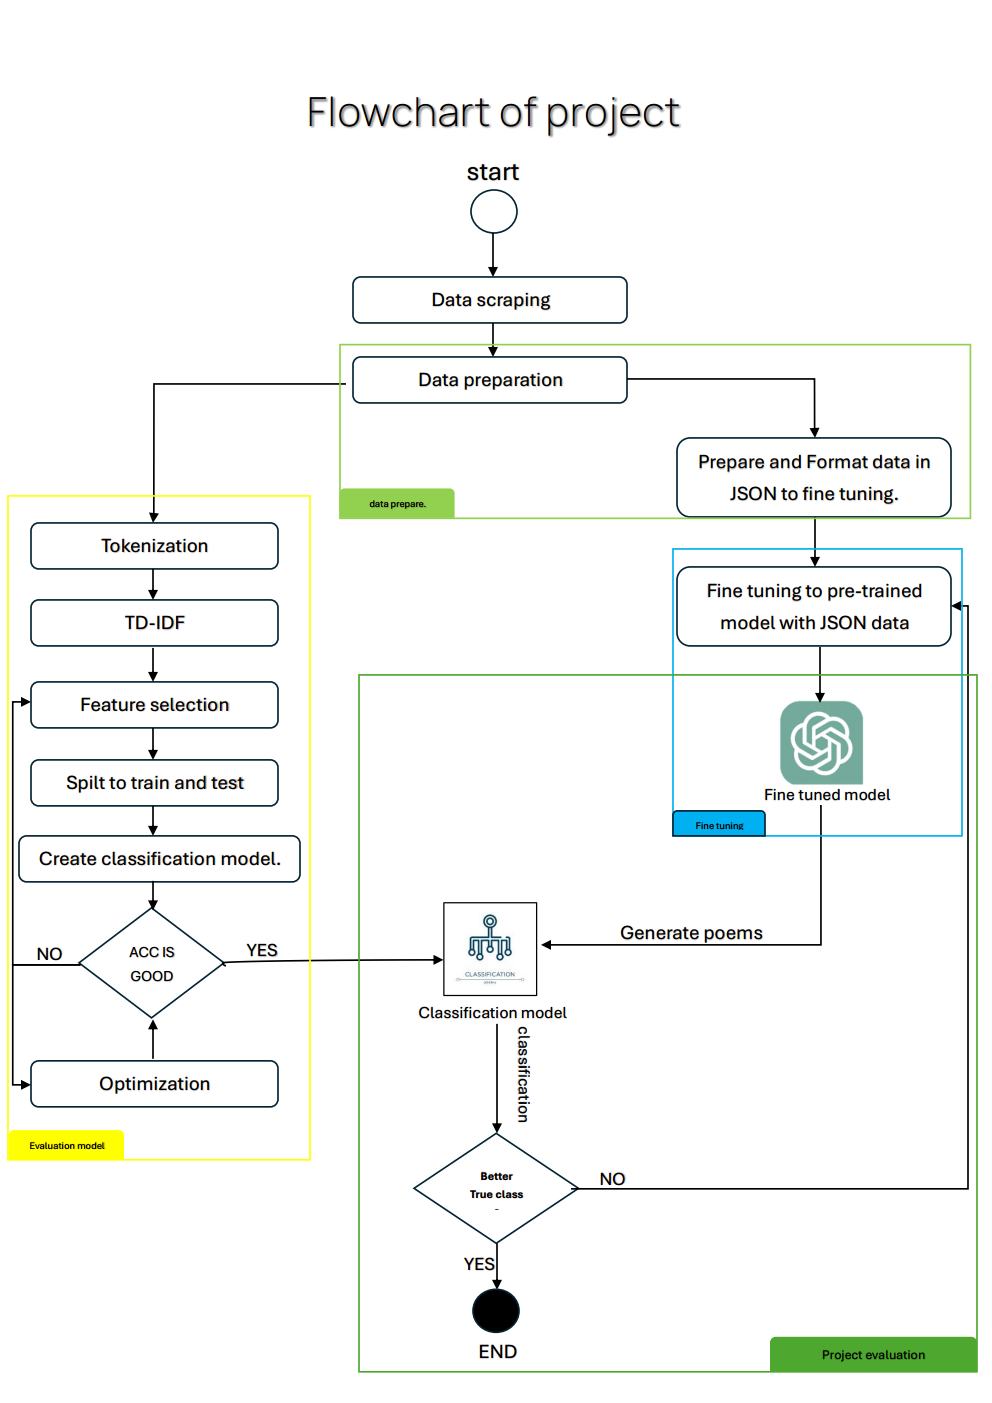 Flowchart of project
start
Data scraping
Data preparation
Prepare and Format data in
JSON to fine tuning.
data prepare.
Tokenization
TD-IDF
Feature selection
Spilt to train and test
Create classification model.
ACC IS
GOOD
NO
YES
Optimization
Evaluation model
Fine tuning to pre-trained
model with JSON data
Fine tuned model
Fine tuning
Generate poems
CLASSIFICATION
Classification model
classification
Better
True class
-
NO
YES
END
Project evaluation